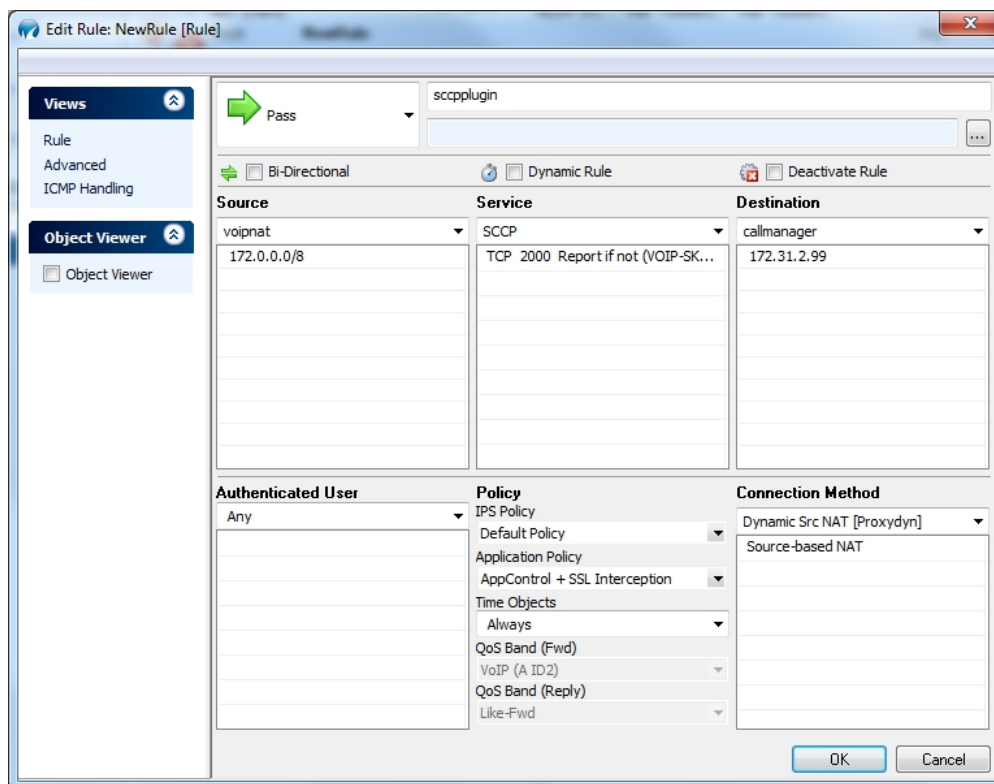 Edit Rule: NewRule [Rule]
Views
Rule
Advanced
ICMP Handling
Object Viewer
Object Viewer
Pass
sccpplugin
...
Bi-Directional
Dynamic Rule
Deactivate Rule
Source
Service
Destination
voipnat
SCCP
callmanager
172.0.0.0/8
TCP 2000 Report if not (VOIP-SK...
172.31.2.99
Authenticated User
Any
Policy
IPS Policy
Default Policy
Application Policy
AppControl + SSL Interception
Time Objects
Always
QoS Band (Fwd)
VoIP (A ID2)
QoS Band (Reply)
Like-Fwd
Connection Method
Dynamic Src NAT [Proxydyn]
Source-based NAT
OK
Cancel